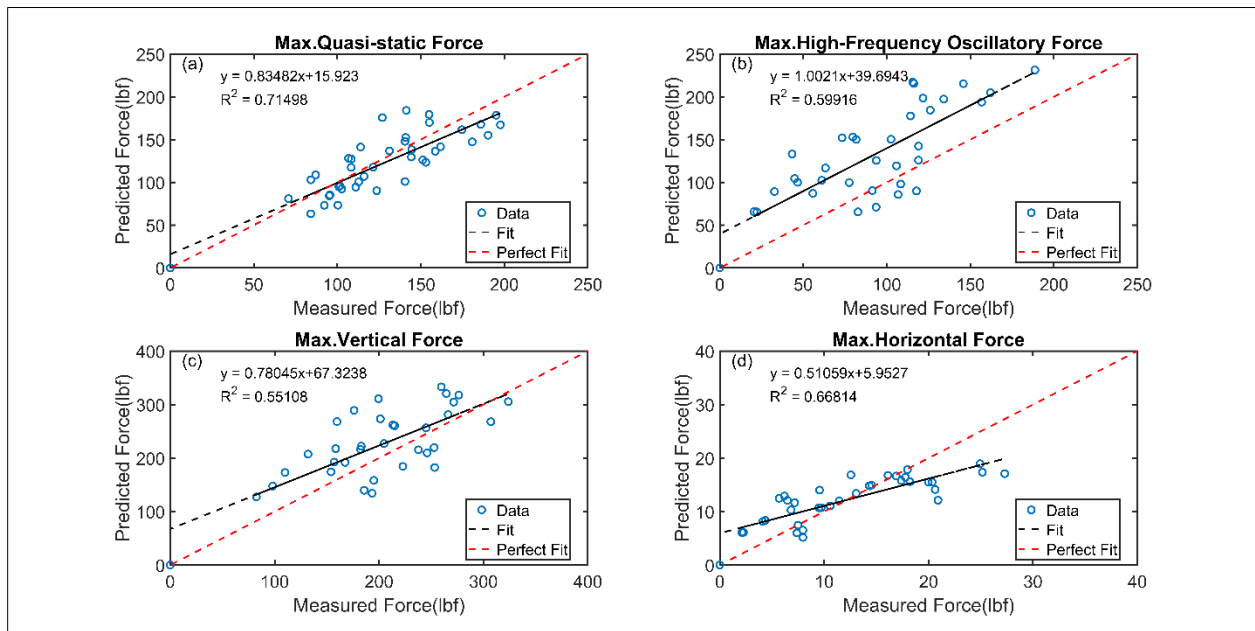 Max.Quasi-static Force
(a)
y = 0.83482x+15.923
R² = 0.71498
Predicted Force(lbf)
250
200
150
100
50
0
Data
Fit
Perfect Fit
0 50 100 150 200 250
Measured Force(lbf)
Max.High-Frequency Oscillatory Force
(b)
y = 1.0021x+39.6943
R² = 0.59916
Predicted Force(lbf)
250
200
150
100
50
0
Data
Fit
Perfect Fit
0 50 100 150 200 250
Measured Force(lbf)
Max.Vertical Force
(c)
y = 0.78045x+67.3238
R² = 0.55108
Predicted Force(lbf)
400
300
200
100
0
Data
Fit
Perfect Fit
0 100 200 300 400
Measured Force(lbf)
Max.Horizontal Force
(d)
y = 0.51059x+5.9527
R² = 0.66814
Predicted Force(lbf)
40
30
20
10
0
Data
Fit
Perfect Fit
0 10 20 30 40
Measured Force(lbf)